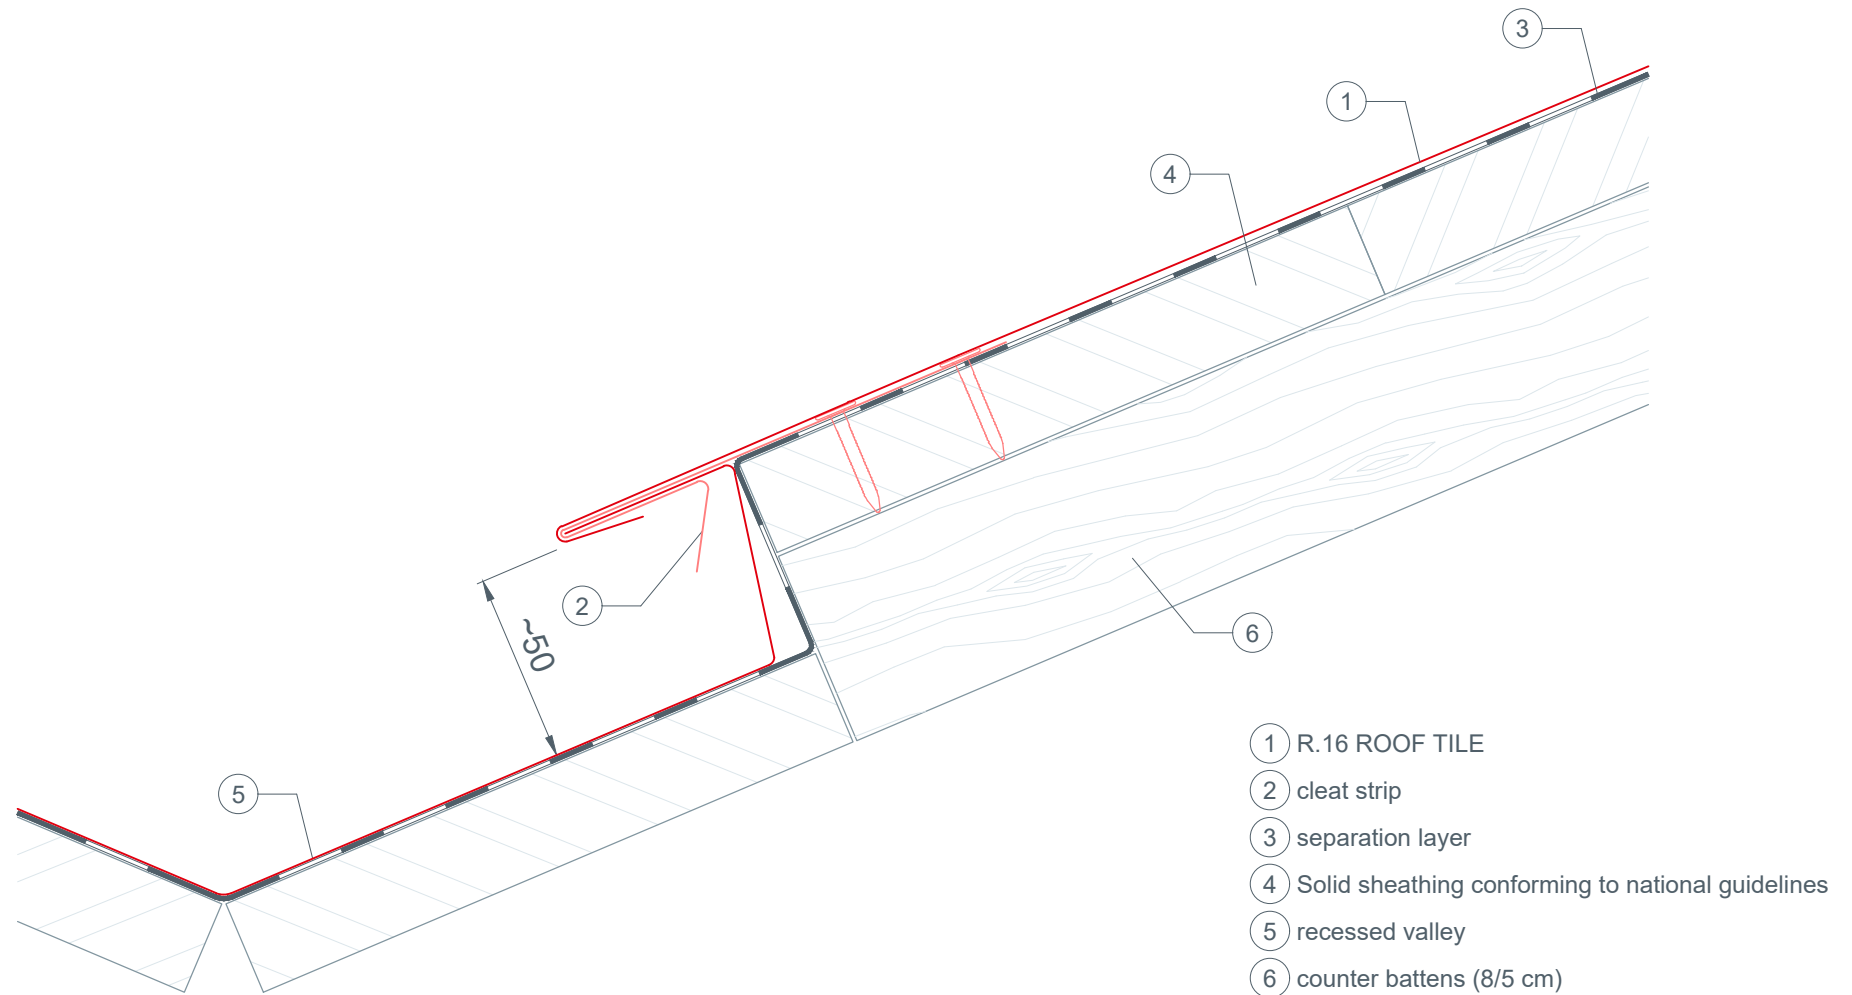 3
1
4
2
~50
6
5
1 R.16 ROOF TILE
2 cleat strip
3 separation layer
4 Solid sheathing conforming to national guidelines
5 recessed valley
6 counter battens (8/5 cm)